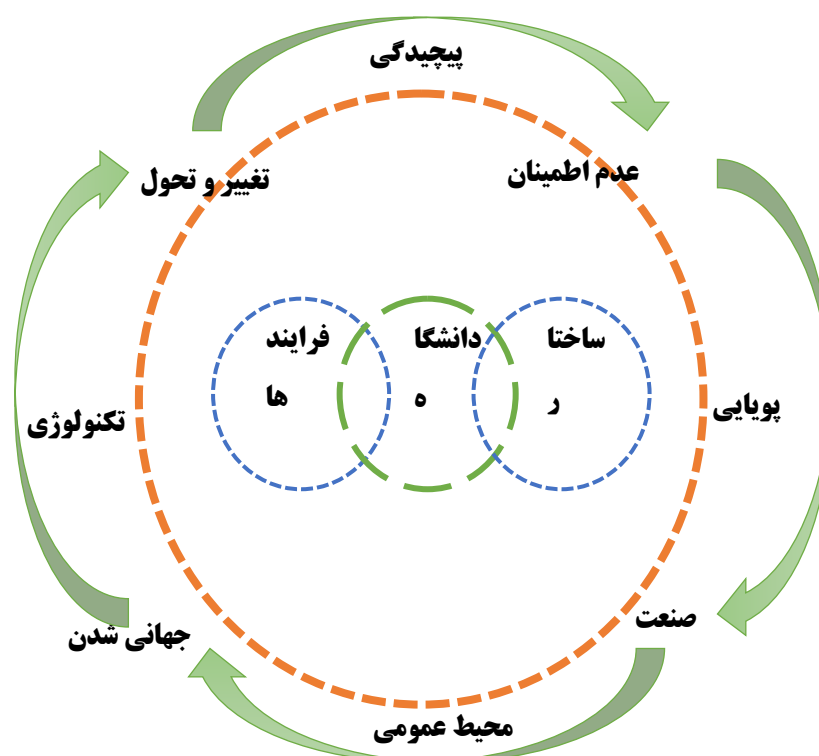 پیچیدگی
عدم اطمینان
تغییر و تحول
ساختا
ر
دانشگا
ه
فرایند
ها
پویایی
تکنولوژی
صنعت
جهانی شدن
محیط عمومی